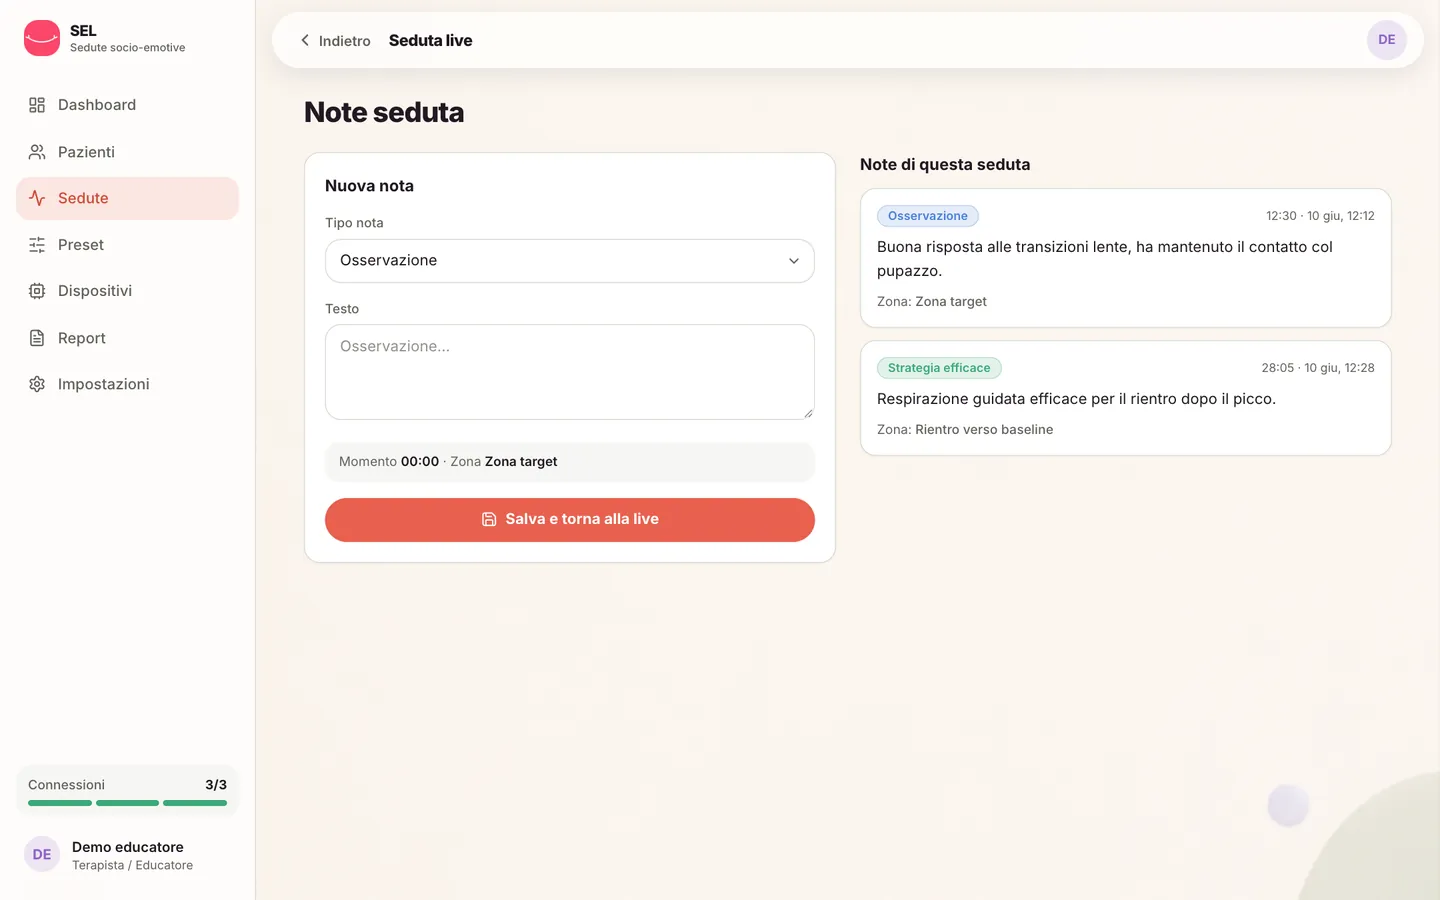 SEL
Sedute socio-emotive
Dashboard
Pazienti
Sedute
Preset
Dispositivi
Report
Impostazioni
Connessioni 3/3
DE
Demo educatore
Terapista / Educatore
Indietro Seduta live DE
Note seduta
Nuova nota
Tipo nota
Osservazione
Testo
Osservazione...
Momento 00:00 · Zona Zona target
Salva e torna alla live
Note di questa seduta
Osservazione 12:30 · 10 giu, 12:12
Buona risposta alle transizioni lente, ha mantenuto il contatto col
pupazzo.
Zona: Zona target
Strategia efficace 28:05 · 10 giu, 12:28
Respirazione guidata efficace per il rientro dopo il picco.
Zona: Rientro verso baseline